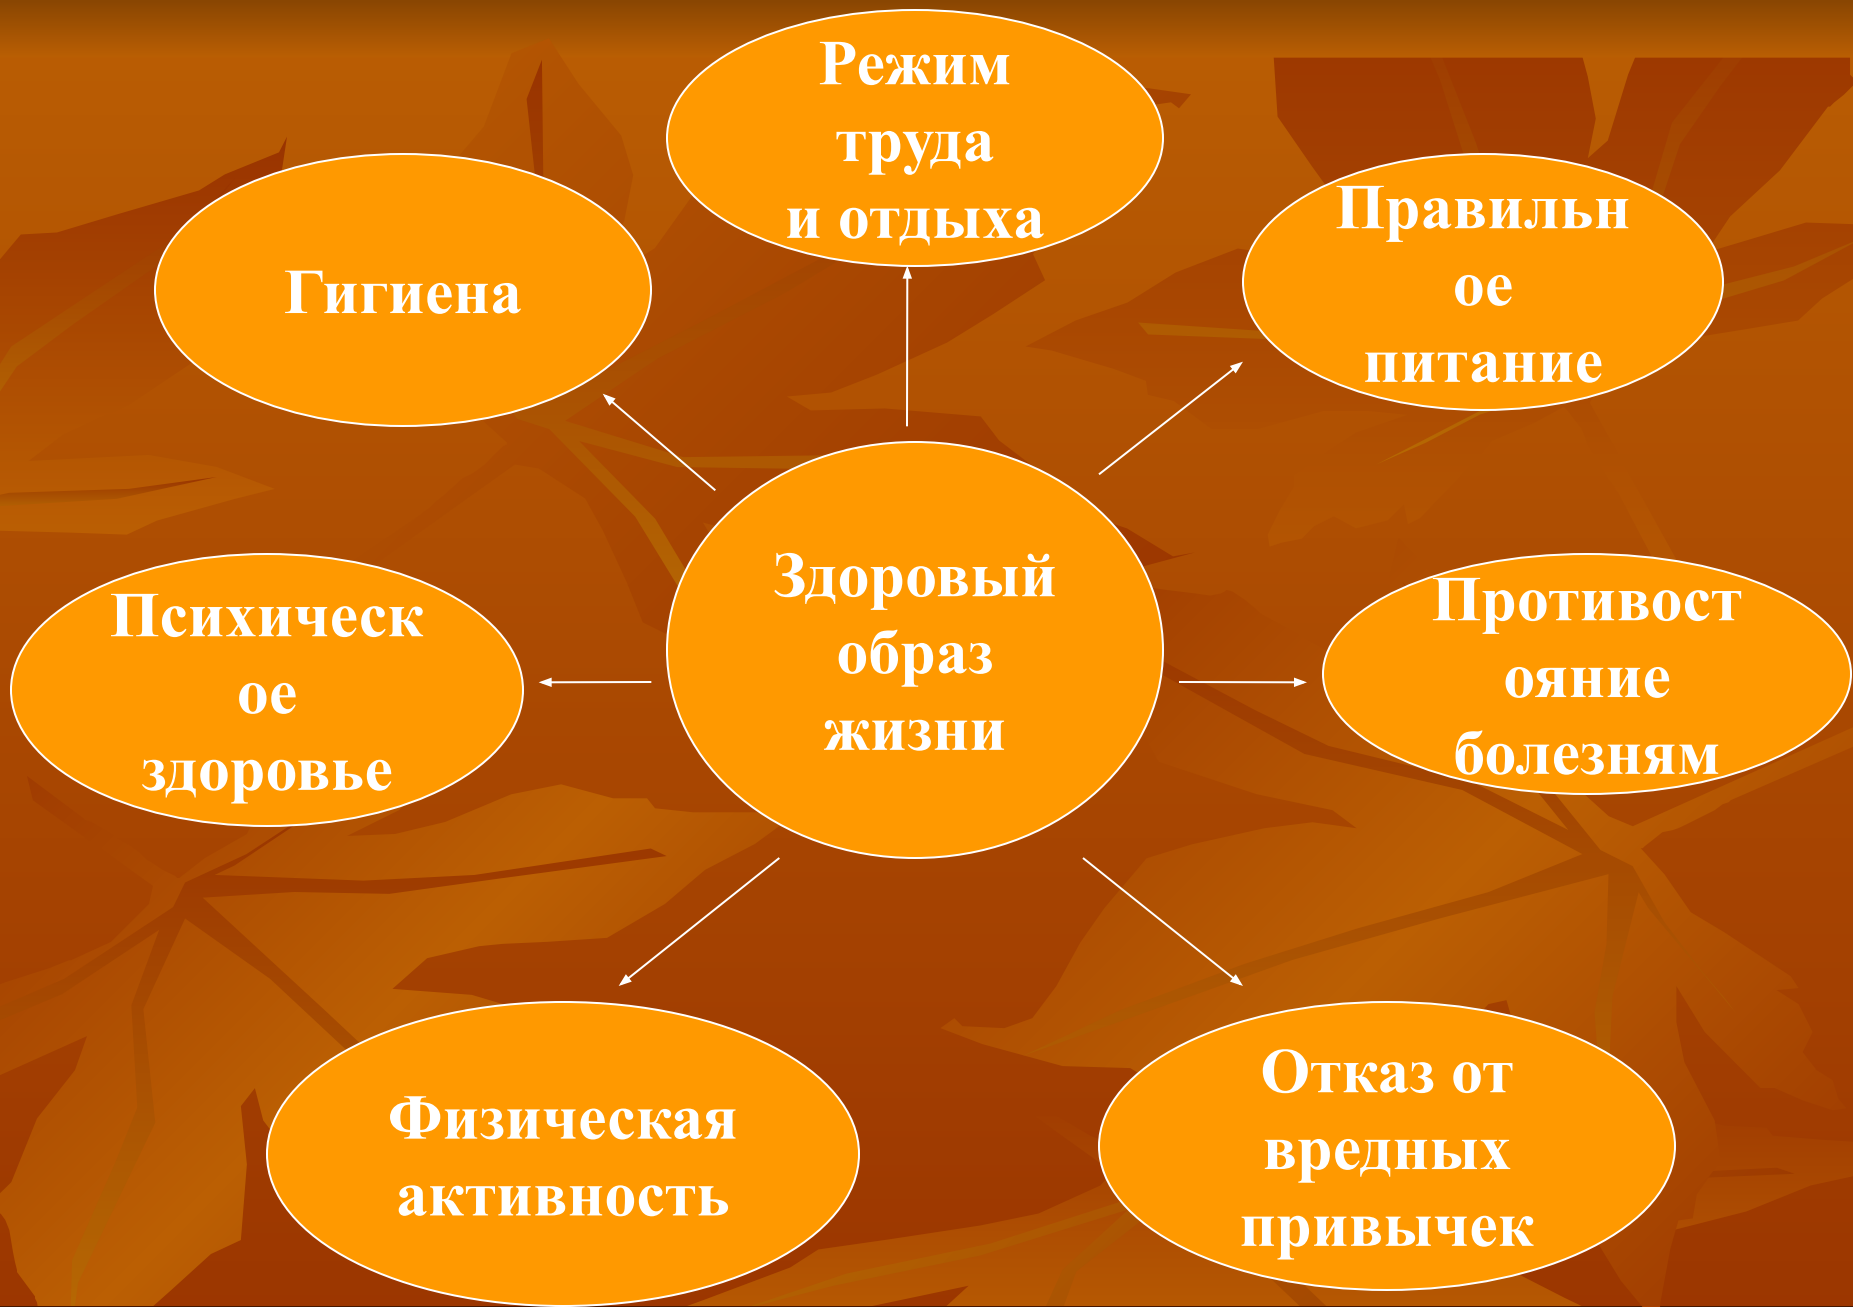 Режим
труда
и отдыха
Гигиена
Правильн
ое
питание
Здоровый
образ
жизни
Психическ
ое
здоровье
Противост
ояние
болезням
Физическая
активность
Отказ от
вредных
привычек